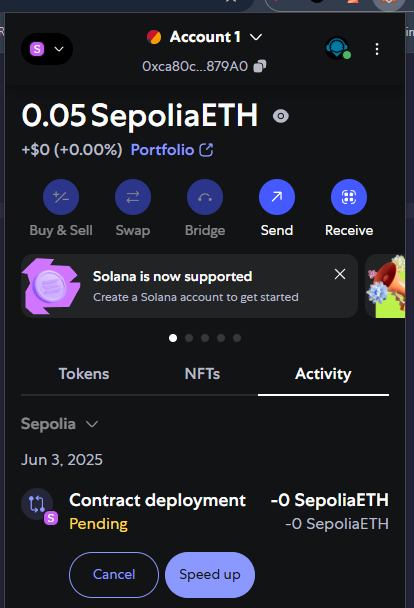 S
Account 1
0xca80c...879A0
0.05 SepoliaETH
+$0 (+0.00%) Portfolio
Buy & Sell Swap Bridge Send Receive
Solana is now supported
Create a Solana account to get started
Tokens NFTs Activity
Sepolia
Jun 3, 2025
S
Contract deployment -0 SepoliaETH
Pending -0 SepoliaETH
Cancel Speed up